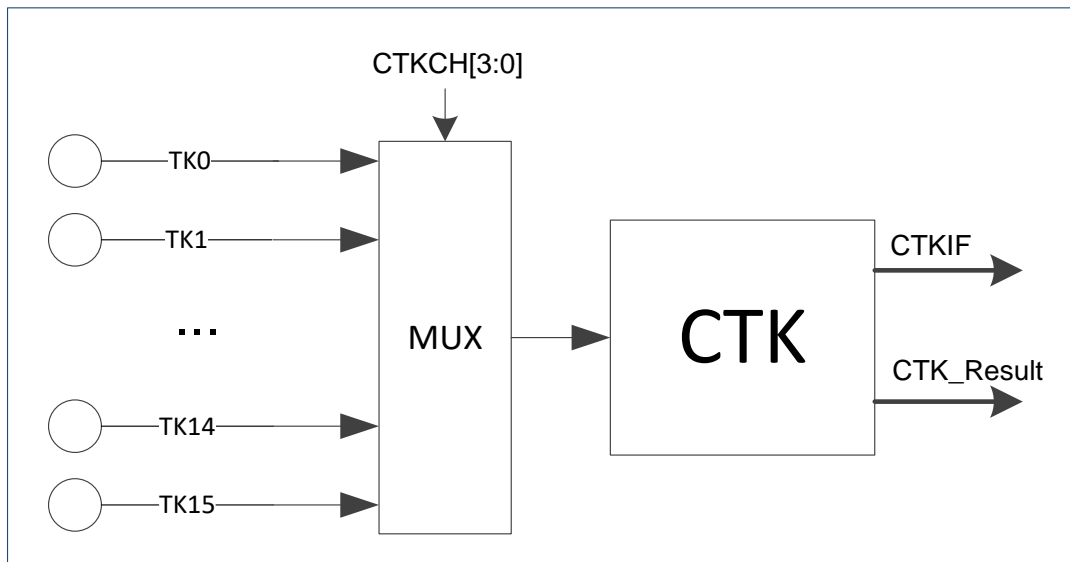 CTKCH[3:0]
TK0
TK1
...
TK14
TK15
MUX
CTK
CTKIF
CTK_Result